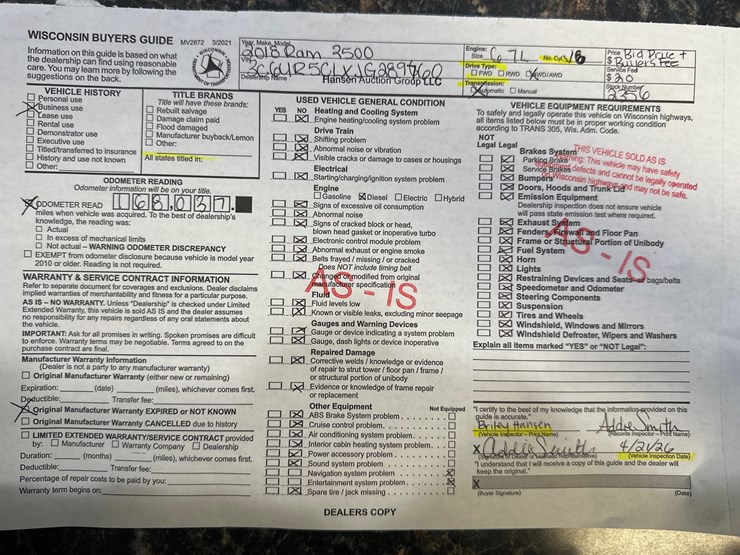 WISCONSIN BUYERS GUIDE MV2872 3/2021
Information on this guide is based on what
the dealership can find using reasonable
care. You may learn more by following the
suggestions on the back.
Year, Make, Model
2018 Ram 2500
VIN
Dealership Name
Hansen Auction Group LLC
Engine:
Size 6.7L No. Cyl. V8
Drive Type:
FWD RWD 4WD/AWD
Transmission:
Automatic Manual
Price Bid Price +
$ Buyers Fee
Service Fee
$
Stock Number
2356
VEHICLE HISTORY
Personal use
Business use
Lease use
Rental use
Demonstrator use
Executive use
Titled/transferred to insurance
History and use not known
Other:
TITLE BRANDS
Title will have these brands:
Rebuilt salvage
Damage claim paid
Flood damaged
Manufacturer buyback/Lemon
Other:
All states titled in:
ODOMETER READING
Odometer information will be on your title.
ODOMETER READ 168,037.
miles when vehicle was acquired. To the best of dealership's
knowledge, the reading was:
Actual
In excess of mechanical limits
Not actual – WARNING ODOMETER DISCREPANCY
EXEMPT from odometer disclosure because vehicle is model year
2010 or older. Reading is not required.
WARRANTY & SERVICE CONTRACT INFORMATION
Refer to separate document for coverages and exclusions. Dealer disclaims
implied warranties of merchantability and fitness for a particular purpose.
AS IS – NO WARRANTY. Unless "Dealership" is checked under Limited
Extended Warranty, this vehicle is sold AS IS and the dealer assumes
no responsibility for any repairs regardless of any oral statements about
the vehicle.
IMPORTANT: Ask for all promises in writing. Spoken promises are difficult
to enforce. Warranty terms may be negotiable. Terms agreed to on the
purchase contract are final.
Manufacturer Warranty Information
(Dealer is not a party to any manufacturer warranty)
Original Manufacturer Warranty (either new or remaining)
Expiration: (date) (miles), whichever comes first.
Deductible: Transfer fee:
Original Manufacturer Warranty EXPIRED or NOT KNOWN
Original Manufacturer Warranty CANCELLED due to history
LIMITED EXTENDED WARRANTY/SERVICE CONTRACT provided
by: Manufacturer Warranty Company Dealership
Duration: (months) (miles), whichever comes first.
Deductible: Transfer fee:
Percentage of repair costs to be paid by you:
Warranty term begins on:
USED VEHICLE GENERAL CONDITION
YES NO
Heating and Cooling System
Engine heating/cooling system problem
Drive Train
Shifting problem
Abnormal noise or vibration
Visible cracks or damage to cases or housings
Electrical
Starting/charging/ignition system problem
Engine
Gasoline Diesel Electric Hybrid
Signs of excessive oil consumption
Abnormal noise
Signs of cracked block or head,
blown head gasket or inoperative turbo
Electronic control module problem
Abnormal exhaust or engine smoke
Belts frayed / missing / or cracked
Does NOT include timing belt
Changed or modified from original
manufacturer specification
Fluid
Fluid levels low
Known or visible leaks, excluding minor seepage
AS - IS
Gauges and Warning Devices
Gauge or device indicating a system problem
Gauge, dash lights or device inoperative
Repaired Damage
Corrective welds / knowledge or evidence
of repair to strut tower / floor pan / frame /
or structural portion of unibody
Evidence or knowledge of frame repair
or replacement
Other Equipment Not Equipped
ABS Brake System problem
Cruise control problem
Air conditioning system problem
Interior cabin heating system problem
Power accessory problem
Sound system problem
Navigation system problem
Entertainment system problem
Spare tire / jack missing
VEHICLE EQUIPMENT REQUIREMENTS
To safely and legally operate this vehicle on Wisconsin highways,
all items listed below must be in proper working condition
according to TRANS 305, Wis. Adm. Code.
NOT
Legal Legal
Brakes System
Parking Brake
Service Brakes
Bumpers
Doors, Hoods and Trunk Lid
Emission Equipment
Dealership inspection does not ensure vehicle
will pass state emission test where required.
Exhaust System
Fenders, Firewall and Floor Pan
Frame or Structural Portion of Unibody
Fuel System
Horn
Lights
Restraining Devices and Seats - air bags/belts
Speedometer and Odometer
Steering Components
Suspension
Tires and Wheels
Windshield, Windows and Mirrors
Windshield Defroster, Wipers and Washers
THIS VEHICLE SOLD AS IS
Warning: This vehicle may have safety
defects and cannot be legally operated
Wisconsin highway and may not be safe.
AS - IS
Explain all items marked "YES" or "NOT Legal":
"I certify to the best of my knowledge that the information provided on
this guide is accurate."
Briley Hansen Addie Smith
(Vehicle Inspector – Print Name)
X Addie Smith 4/21/26
(Vehicle Inspection Date)
"I understand that I will receive a copy of this guide and the dealer will
keep the original."
X
(Buyer Signature) (Date)
DEALERS COPY